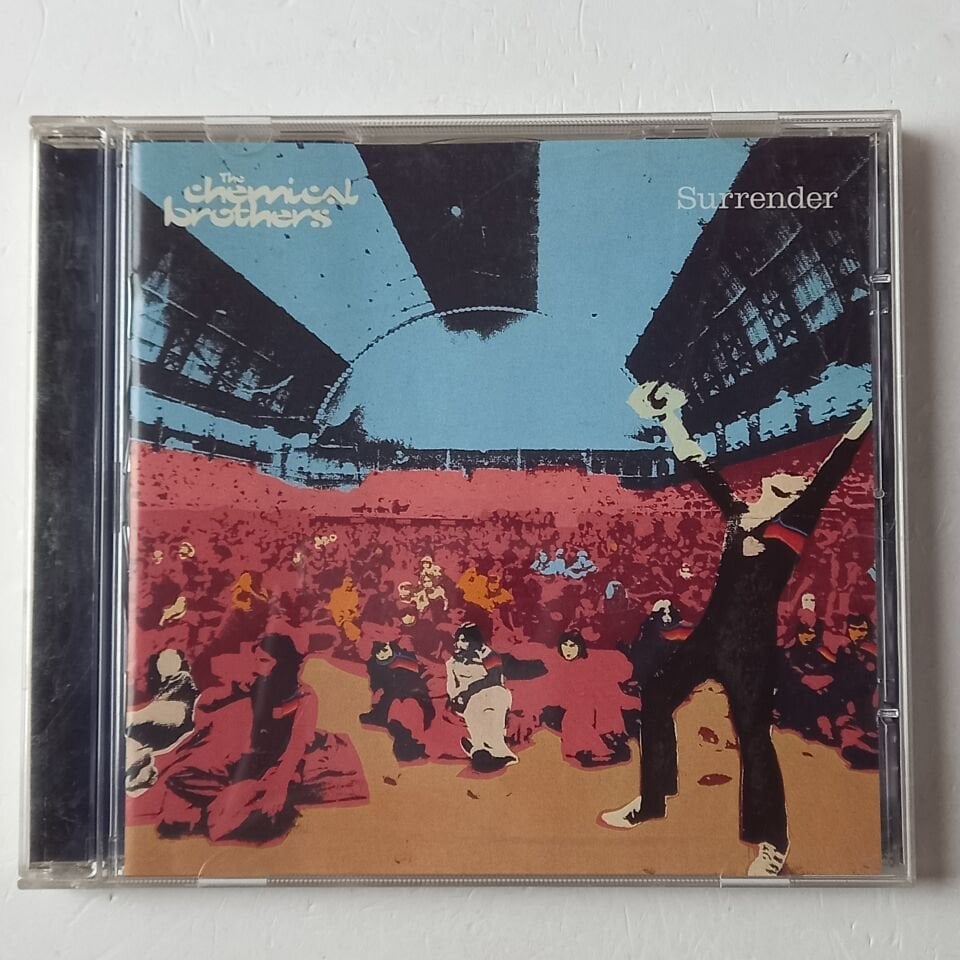 The
chemical
brothers
Surrender